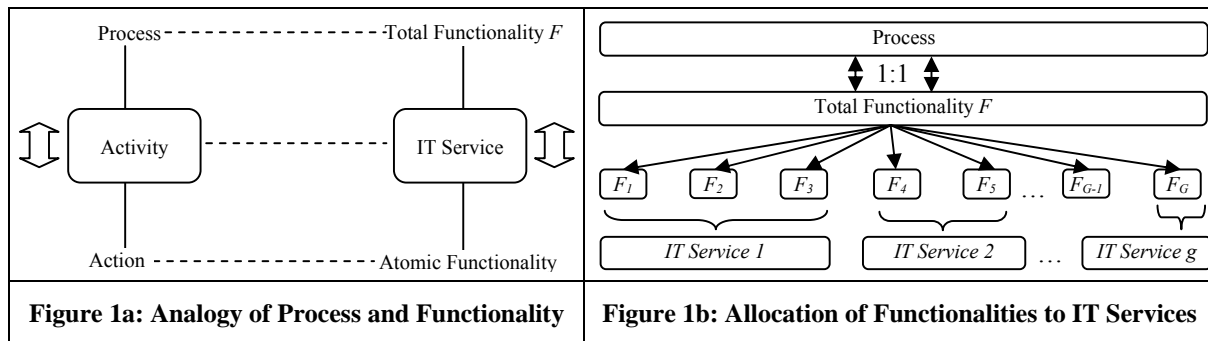 Process
Total Functionality F
Activity
IT Service
Action
Atomic Functionality
Figure 1a: Analogy of Process and Functionality
Process
1:1
Total Functionality F
F1 F2 F3 F4 F5 … FG-1 FG
IT Service 1 IT Service 2 … IT Service g
Figure 1b: Allocation of Functionalities to IT Services